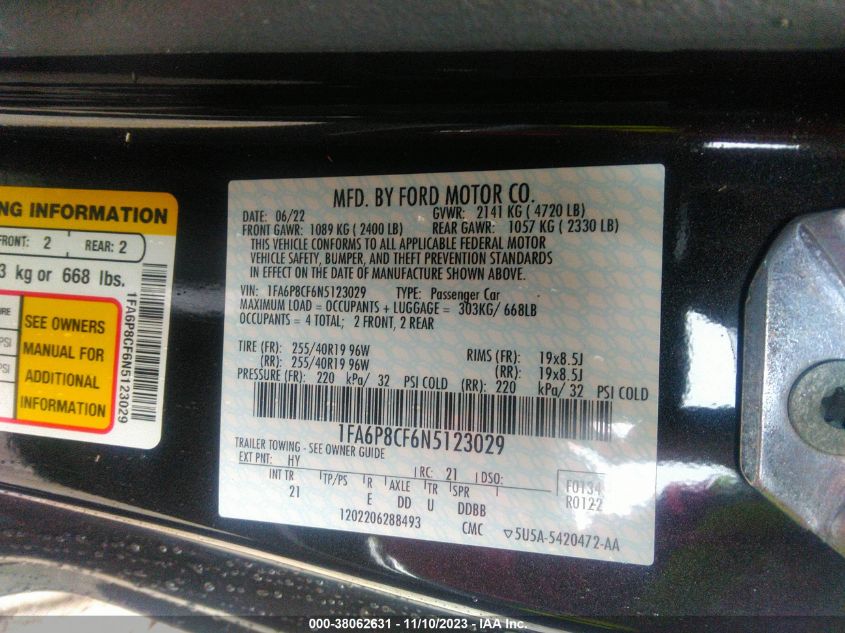 NG INFORMATION
FRONT: 2
REAR: 2
3 kg or 668 lbs.
SEE OWNERS
MANUAL FOR
ADDITIONAL
INFORMATION
1FA6P8CF6N5123029
MFD. BY FORD MOTOR CO.
DATE: 06/22 GVWR: 2141 KG ( 4720 LB)
FRONT GAWR: 1089 KG ( 2400 LB) REAR GAWR: 1057 KG ( 2330 LB)
THIS VEHICLE CONFORMS TO ALL APPLICABLE FEDERAL MOTOR
VEHICLE SAFETY, BUMPER, AND THEFT PREVENTION STANDARDS
IN EFFECT ON THE DATE OF MANUFACTURE SHOWN ABOVE.
VIN: 1FA6P8CF6N5123029 TYPE: Passenger Car
MAXIMUM LOAD = OCCUPANTS + LUGGAGE = 303KG/ 668LB
OCCUPANTS = 4 TOTAL; 2 FRONT, 2 REAR
TIRE (FR): 255/40R19 96W RIMS (FR): 19x8.5J
(RR): 255/40R19 96W (RR): 19x8.5J
PRESSURE (FR): 220 kPa/ 32 PSI COLD (RR): 220 kPa/ 32 PSI COLD
1FA6P8CF6N5123029
TRAILER TOWING - SEE OWNER GUIDE
EXT PNT: HY RC: 21 DSO: F0134
INT TR TP/PS R AXLE TR SPR R0122
21 E DD U DDBB
1202206288493 CMC 5U5A-5420472-AA
000-38062631 - 11/10/2023 - IAA Inc.